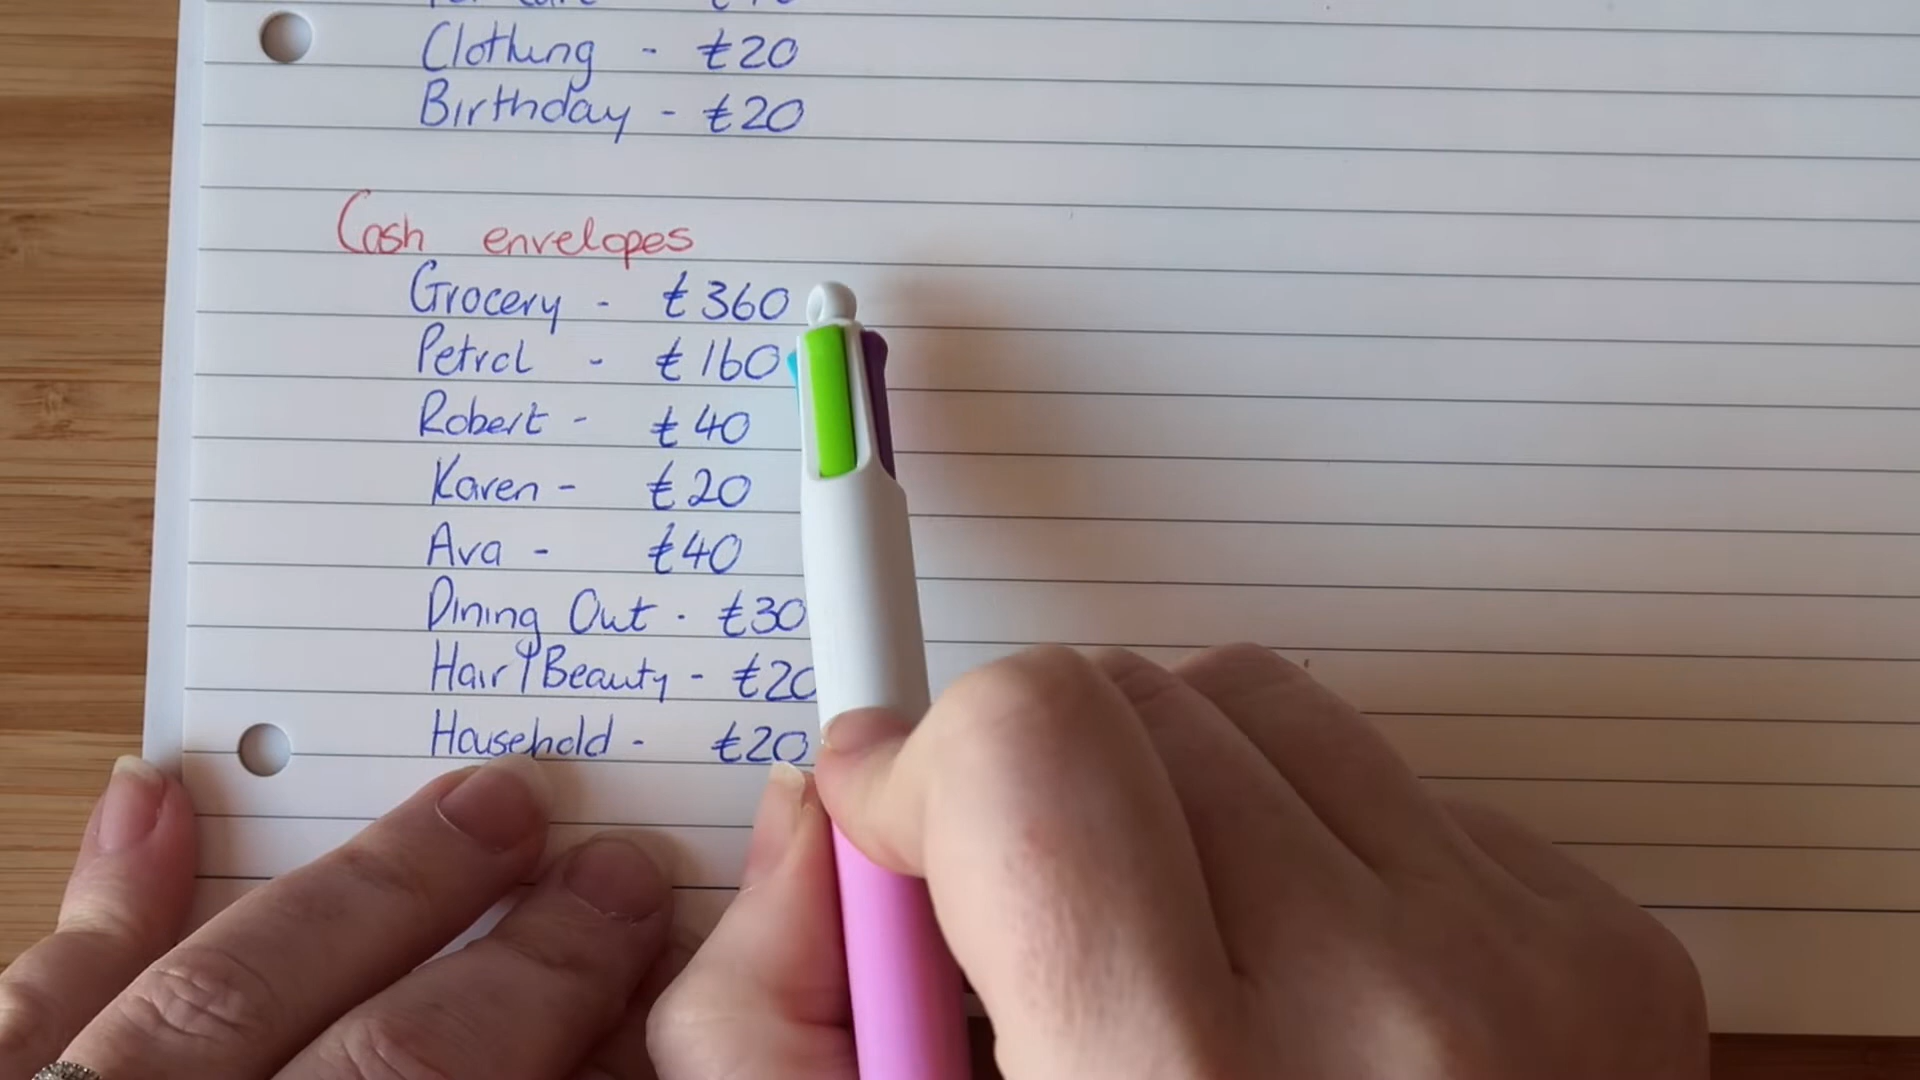 Clothing - £20
Birthday - £20
Cash envelopes
Grocery - £360
Petrol - £160
Robert - £40
Karen - £20
Ava - £40
Dining Out - £30
Hair & Beauty - £20
Household - £20